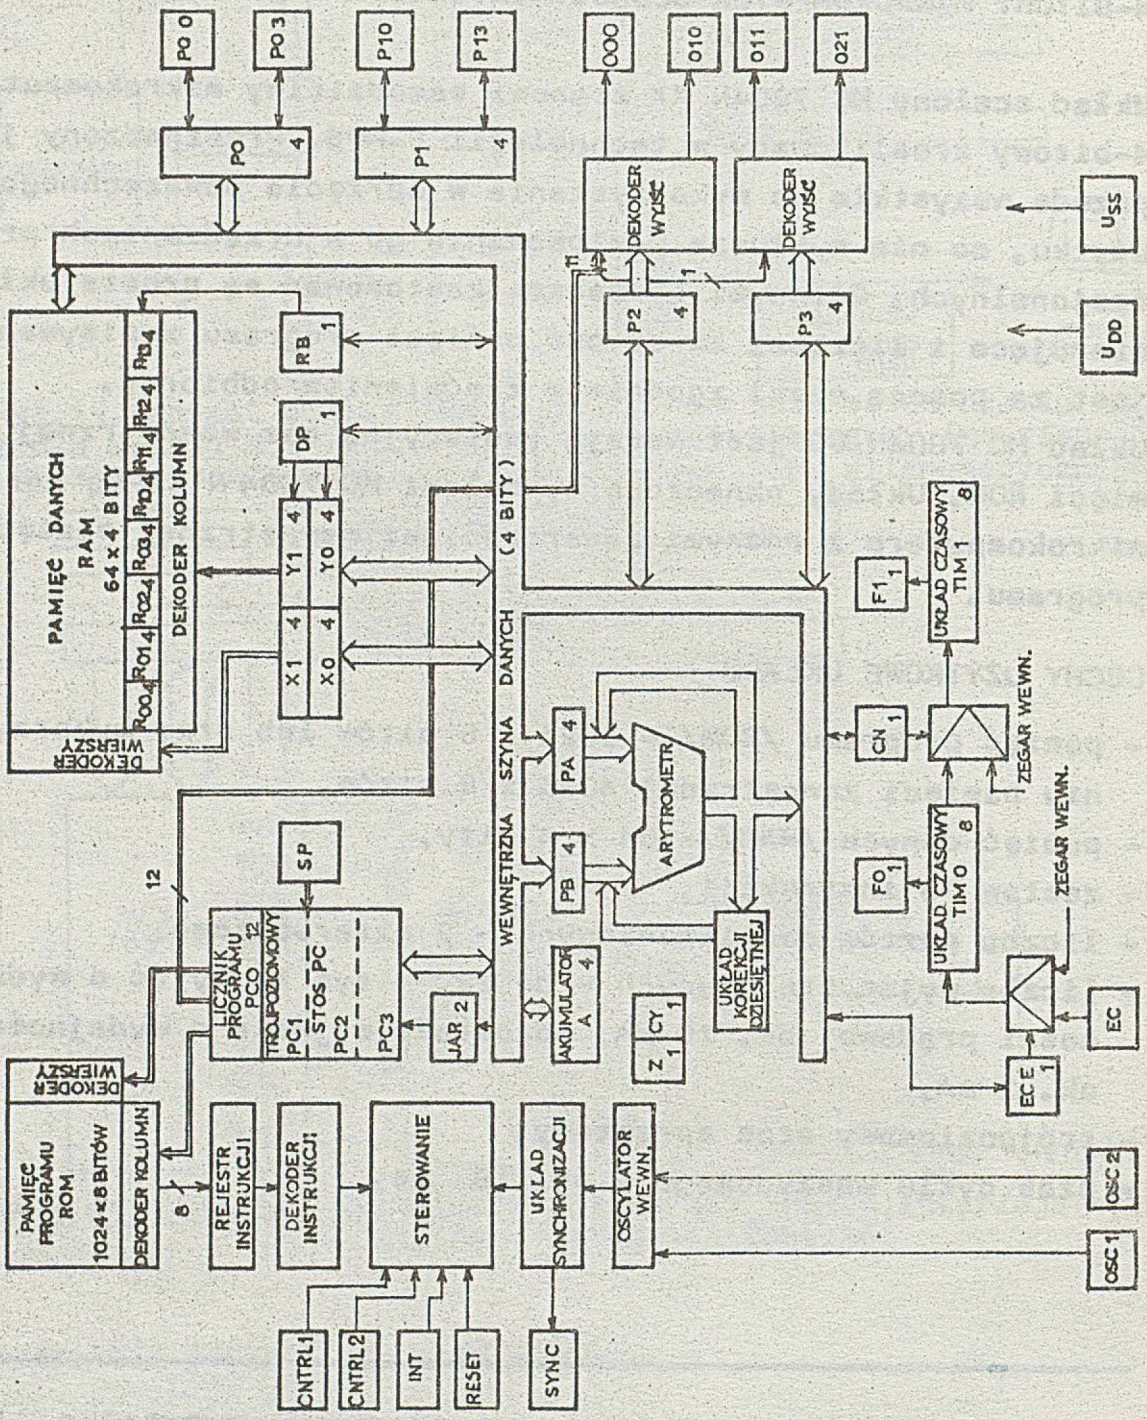 PAMIĘĆ
PROGRAMU
ROM
1024 x 8 BITÓW
DEKODER
WIERSZY
DEKODER KOLUMN
8
REJESTR
INSTRUKCJI
DEKODER
INSTRUKCJI
STEROWANIE
UKŁAD
SYNCHRONIZACJI
OSCYLATOR
WEWN.
CNTRL1
CNTRL2
INT
RESET
SYNC
OSC 1
OSC 2
LICZNIK
PROGRAMU
PC0 12
TRÓJPOZIOMOWY
PC1
STOS PC
PC2
PC3
SP
JAR 2
12
PAMIĘĆ DANYCH
RAM
64 x 4 BITY
DEKODER
WIERSZY
R00 4
R01 4
R02 4
R03 4
R10 4
R11 4
R12 4
R13 4
DEKODER KOLUMN
X1 4
Y1 4
X0 4
Y0 4
DP 1
RB 1
WEWNĘTRZNA SZYNA DANYCH (4 BITY)
AKUMULATOR
A 4
Z 1
CY 1
PB 4
PA 4
ARYTROMETR
UKŁAD
KOREKCJI
DZIESIĘTNEJ
P0 0
P0 3
P10
P13
P0 4
P1 4
000
010
011
021
DEKODER
WYJŚĆ
DEKODER
WYJŚĆ
11
1
P2 4
P3 4
ECE 1
EC
ZEGAR WEWN.
F0 1
UKŁAD CZASOWY
TIM 0 8
CN 1
ZEGAR WEWN.
F1 1
UKŁAD CZASOWY
TIM 1 8
UDD
USS